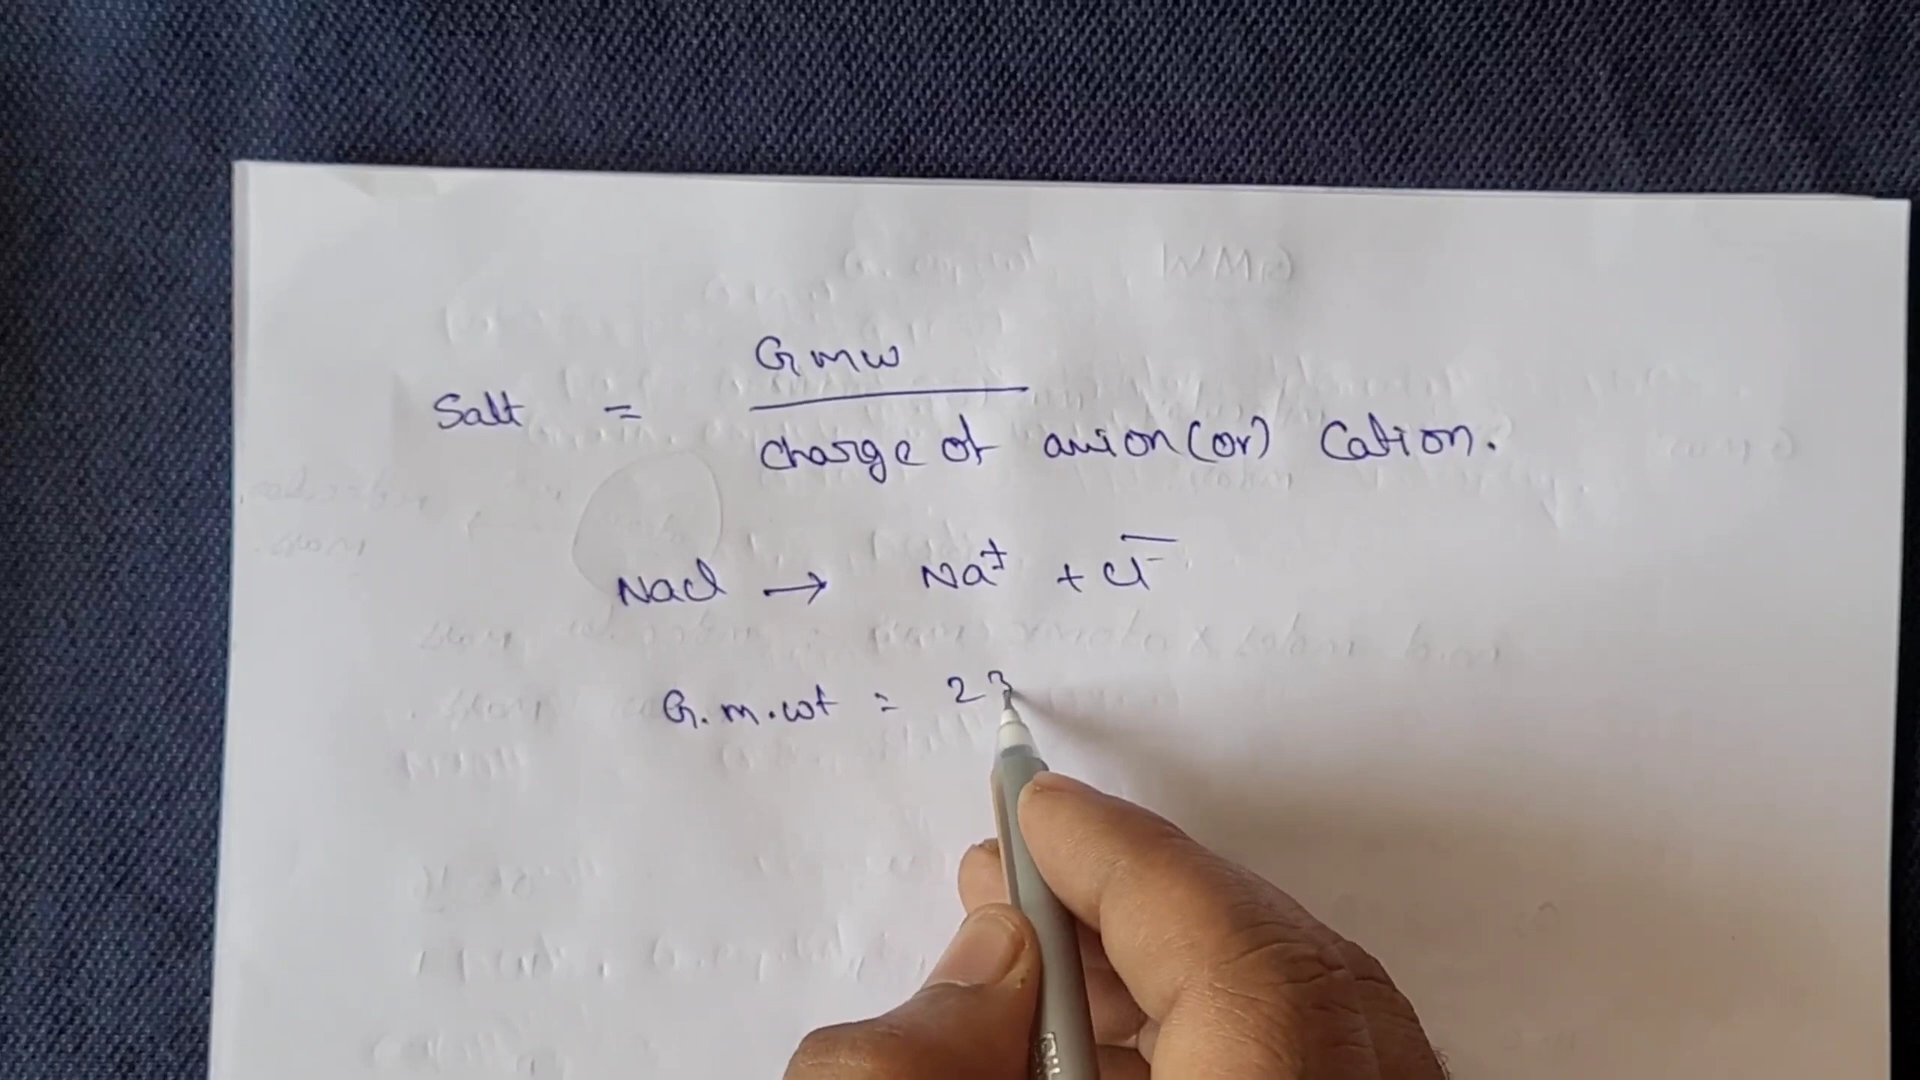 GMW
Salt =
charge of anion (or) Cation.
NaCl → Na⁺ + Cl⁻
G.m.wt = 23